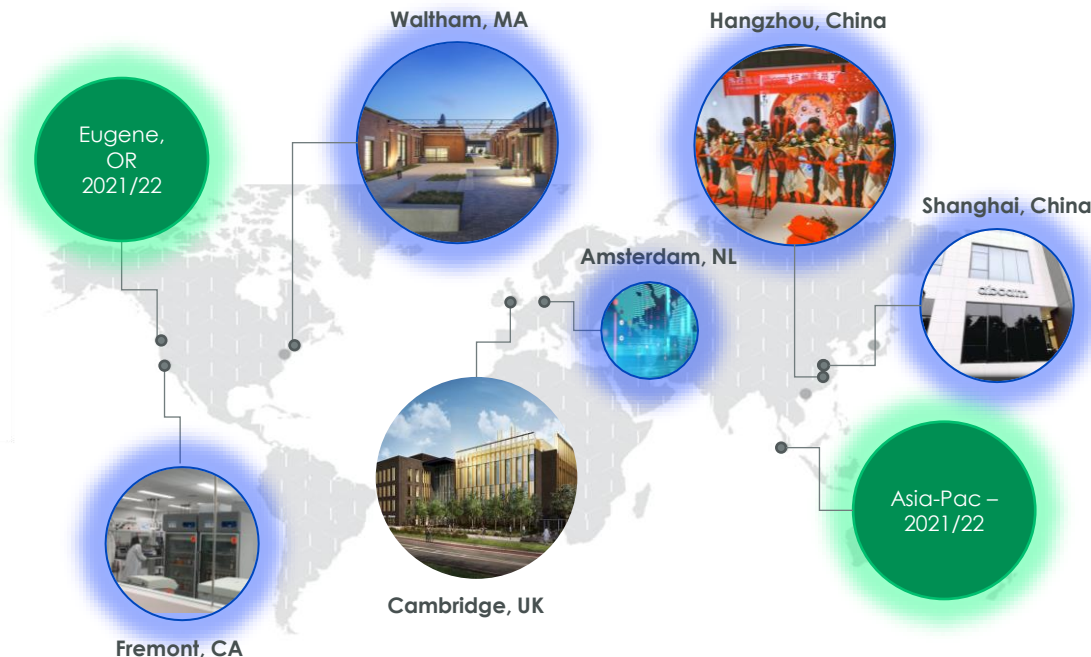 Waltham, MA
Hangzhou, China
Eugene,
OR
2021/22
Shanghai, China
abcam
Amsterdam, NL
Asia-Pac –
2021/22
Cambridge, UK
Fremont, CA